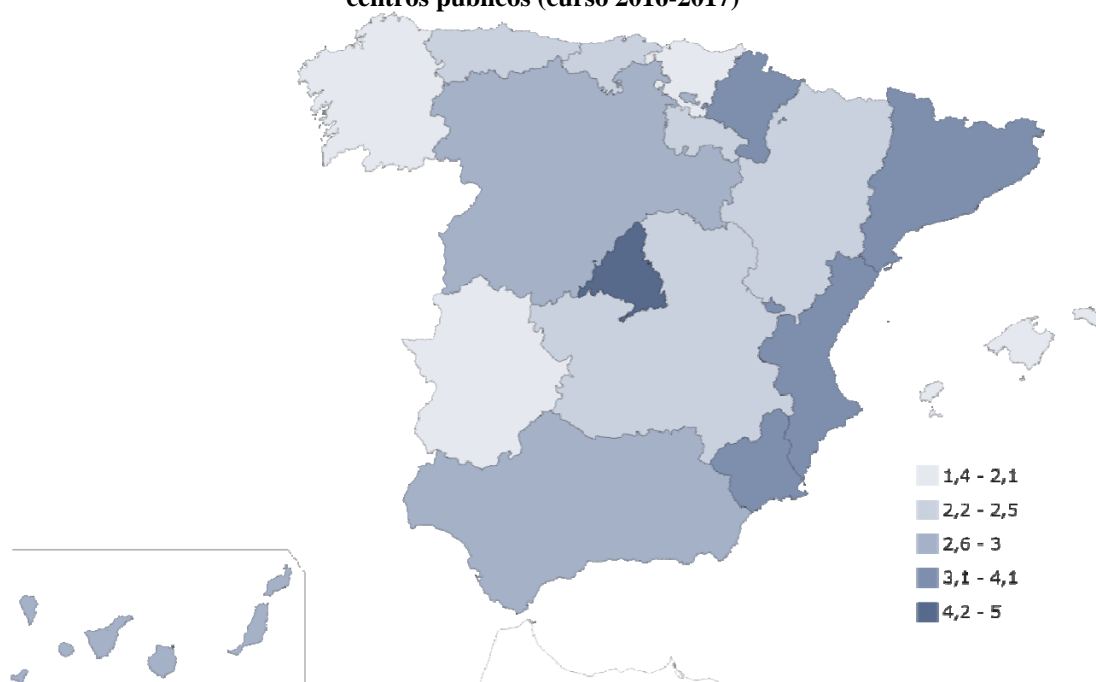 centros públicos (curso 2016-2017)
1,4 - 2,1
2,2 - 2,5
2,6 - 3
3,1 - 4,1
4,2 - 5